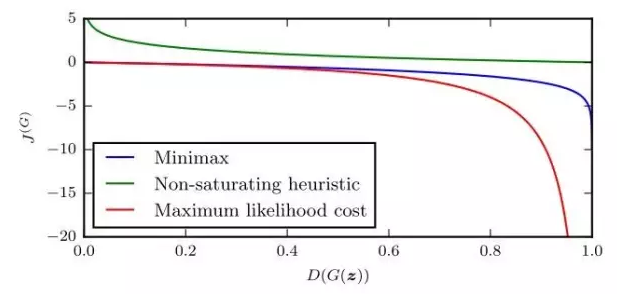 5
0
−5
−10
−15
−20
J(G)
Minimax
Non-saturating heuristic
Maximum likelihood cost
0.0 0.2 0.4 0.6 0.8 1.0
D(G(z))